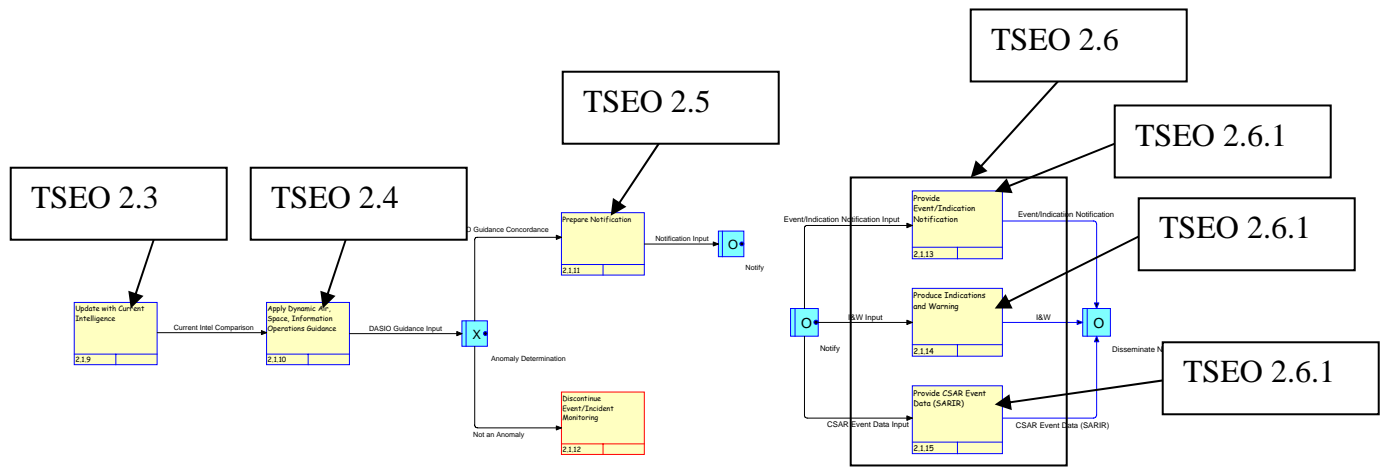 TSEO 2.6
TSEO 2.5
TSEO 2.6.1
TSEO 2.3
TSEO 2.4
TSEO 2.6.1
TSEO 2.6.1
Update with Current
Intelligence
2.1.9
Current Intel Comparison
Apply Dynamic Air,
Space, Information
Operations Guidance
2.1.10
DASIO Guidance Input
X
Anomaly Determination
O Guidance Concordance
Not an Anomaly
Prepare Notification
2.1.11
Notification Input
O
Notify
Discontinue
Event/Incident
Monitoring
2.1.12
O
Notify
Event/Indication Notification Input
I&W Input
CSAR Event Data Input
Provide
Event/Indication
Notification
2.1.13
Event/Indication Notification
Produce Indications
and Warning
2.1.14
I&W
Provide CSAR Event
Data (SARIR)
2.1.15
CSAR Event Data (SARIR)
O
Disseminate N